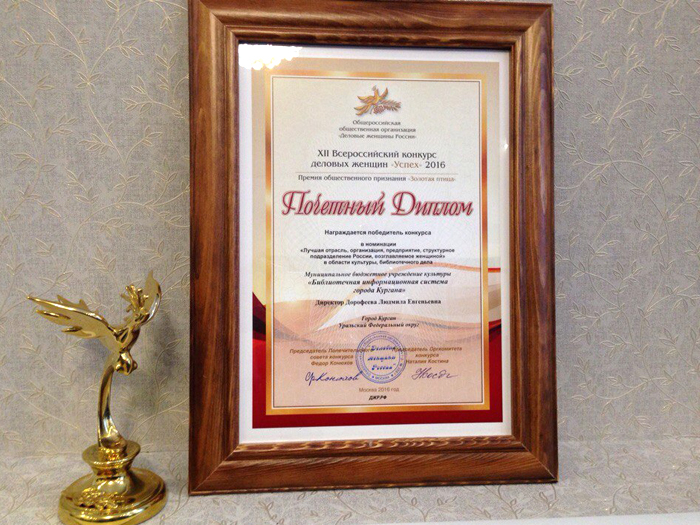 Общероссийская
общественная организация
«Деловые женщины России»
XII Всероссийский конкурс
деловых женщин «Успех» 2016
Премия общественного признания «Золотая птица»
Почетный Диплом
Награждается победитель конкурса
в номинации
«Лучшая отрасль, организация, предприятие, структурное
подразделение России, возглавляемое женщиной»
в области культуры, библиотечного дела
Муниципальное бюджетное учреждение культуры
«Библиотечная информационная система
города Кургана»
Директор Дорофеева Людмила Евгеньевна
Город Курган
Уральский Федеральный округ
Председатель Попечительского
совета конкурса
Федор Конюхов
Председатель Оргкомитета
конкурса
Наталия Костина
Деловые
женщины
России
Москва 2016 год